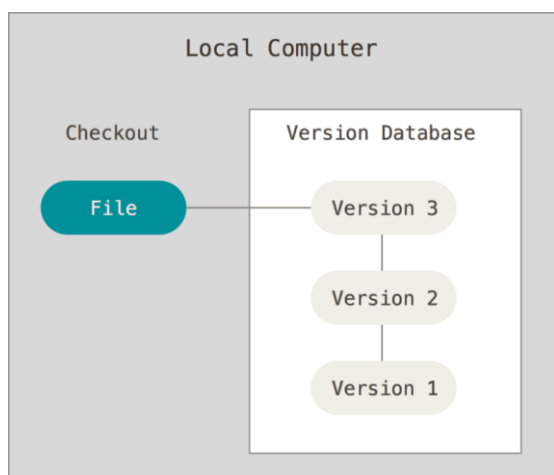 Local Computer
Checkout
Version Database
File
Version 3
Version 2
Version 1